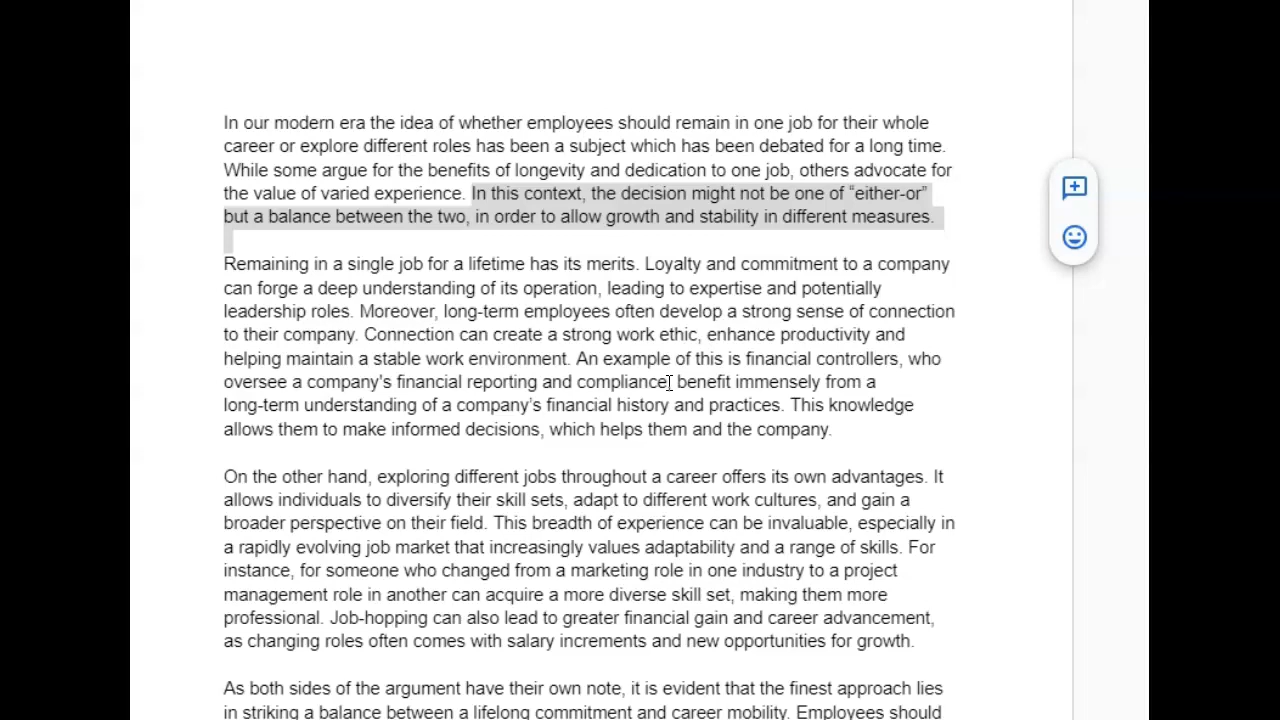 In our modern era the idea of whether employees should remain in one job for their whole
career or explore different roles has been a subject which has been debated for a long time.
While some argue for the benefits of longevity and dedication to one job, others advocate for
the value of varied experience. In this context, the decision might not be one of “either-or”
but a balance between the two, in order to allow growth and stability in different measures.
Remaining in a single job for a lifetime has its merits. Loyalty and commitment to a company
can forge a deep understanding of its operation, leading to expertise and potentially
leadership roles. Moreover, long-term employees often develop a strong sense of connection
to their company. Connection can create a strong work ethic, enhance productivity and
helping maintain a stable work environment. An example of this is financial controllers, who
oversee a company’s financial reporting and compliance, benefit immensely from a
long-term understanding of a company’s financial history and practices. This knowledge
allows them to make informed decisions, which helps them and the company.
On the other hand, exploring different jobs throughout a career offers its own advantages. It
allows individuals to diversify their skill sets, adapt to different work cultures, and gain a
broader perspective on their field. This breadth of experience can be invaluable, especially in
a rapidly evolving job market that increasingly values adaptability and a range of skills. For
instance, for someone who changed from a marketing role in one industry to a project
management role in another can acquire a more diverse skill set, making them more
professional. Job-hopping can also lead to greater financial gain and career advancement,
as changing roles often comes with salary increments and new opportunities for growth.
As both sides of the argument have their own note, it is evident that the finest approach lies
in striking a balance between a lifelong commitment and career mobility. Employees should